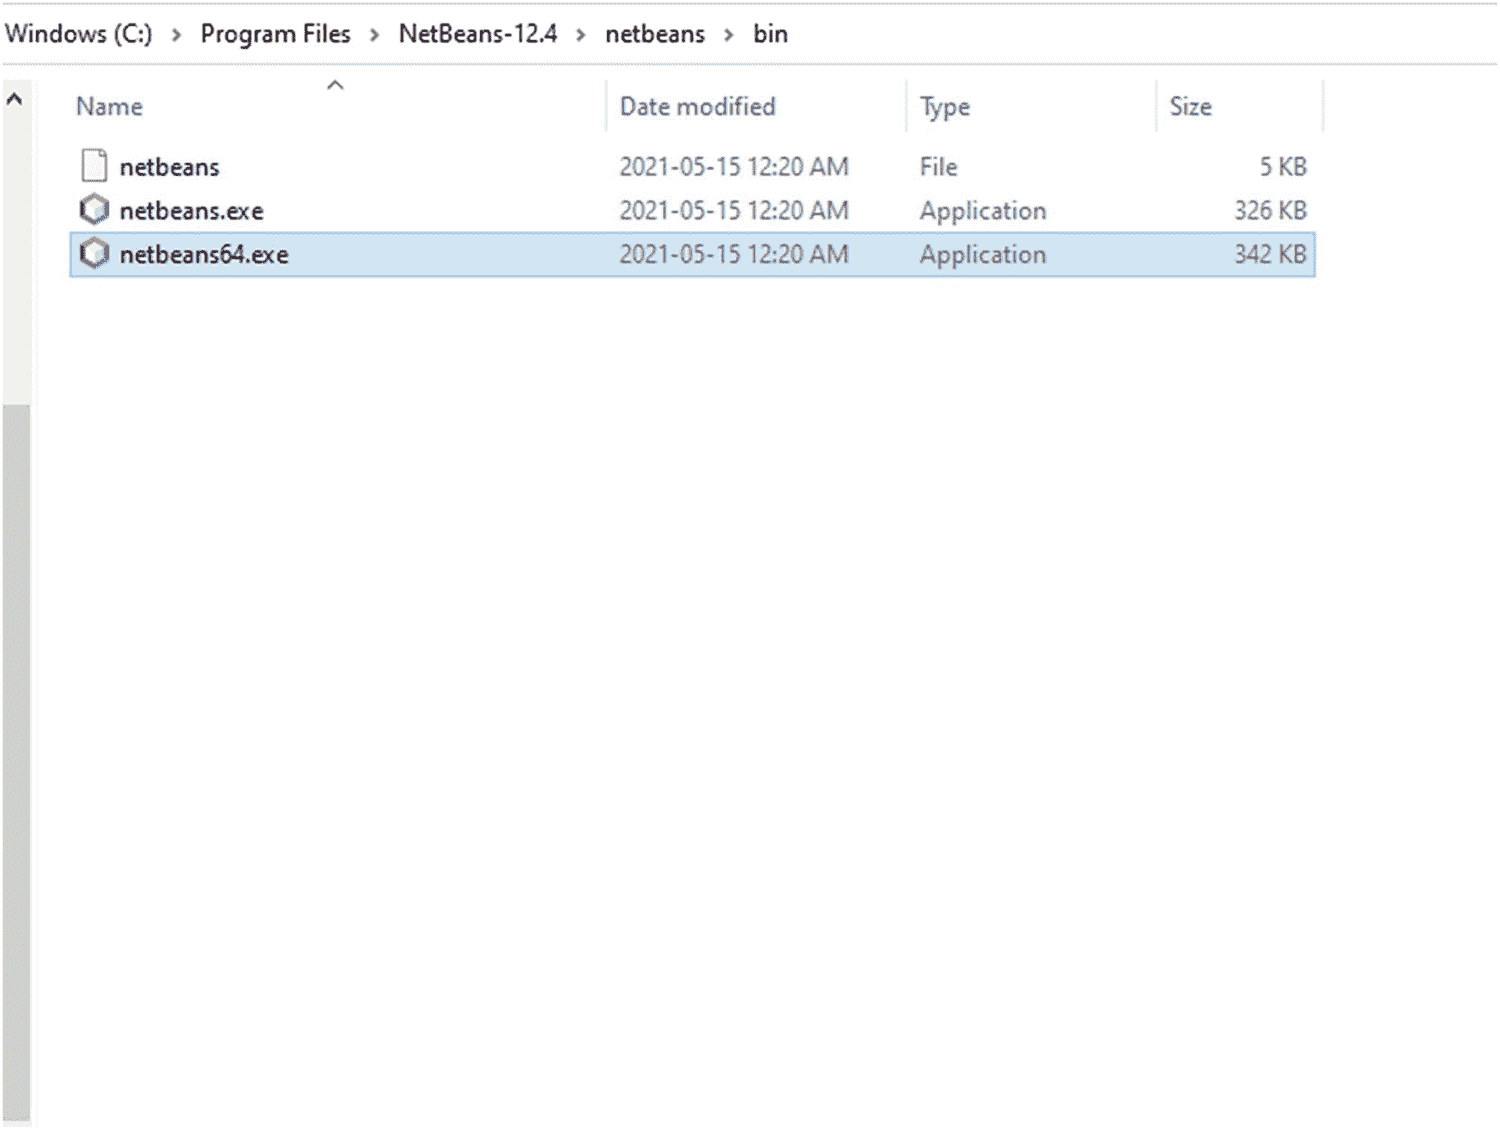 Windows (C:) > Program Files > NetBeans-12.4 > netbeans > bin
Name Date modified Type Size
netbeans 2021-05-15 12:20 AM File 5 KB
netbeans.exe 2021-05-15 12:20 AM Application 326 KB
netbeans64.exe 2021-05-15 12:20 AM Application 342 KB